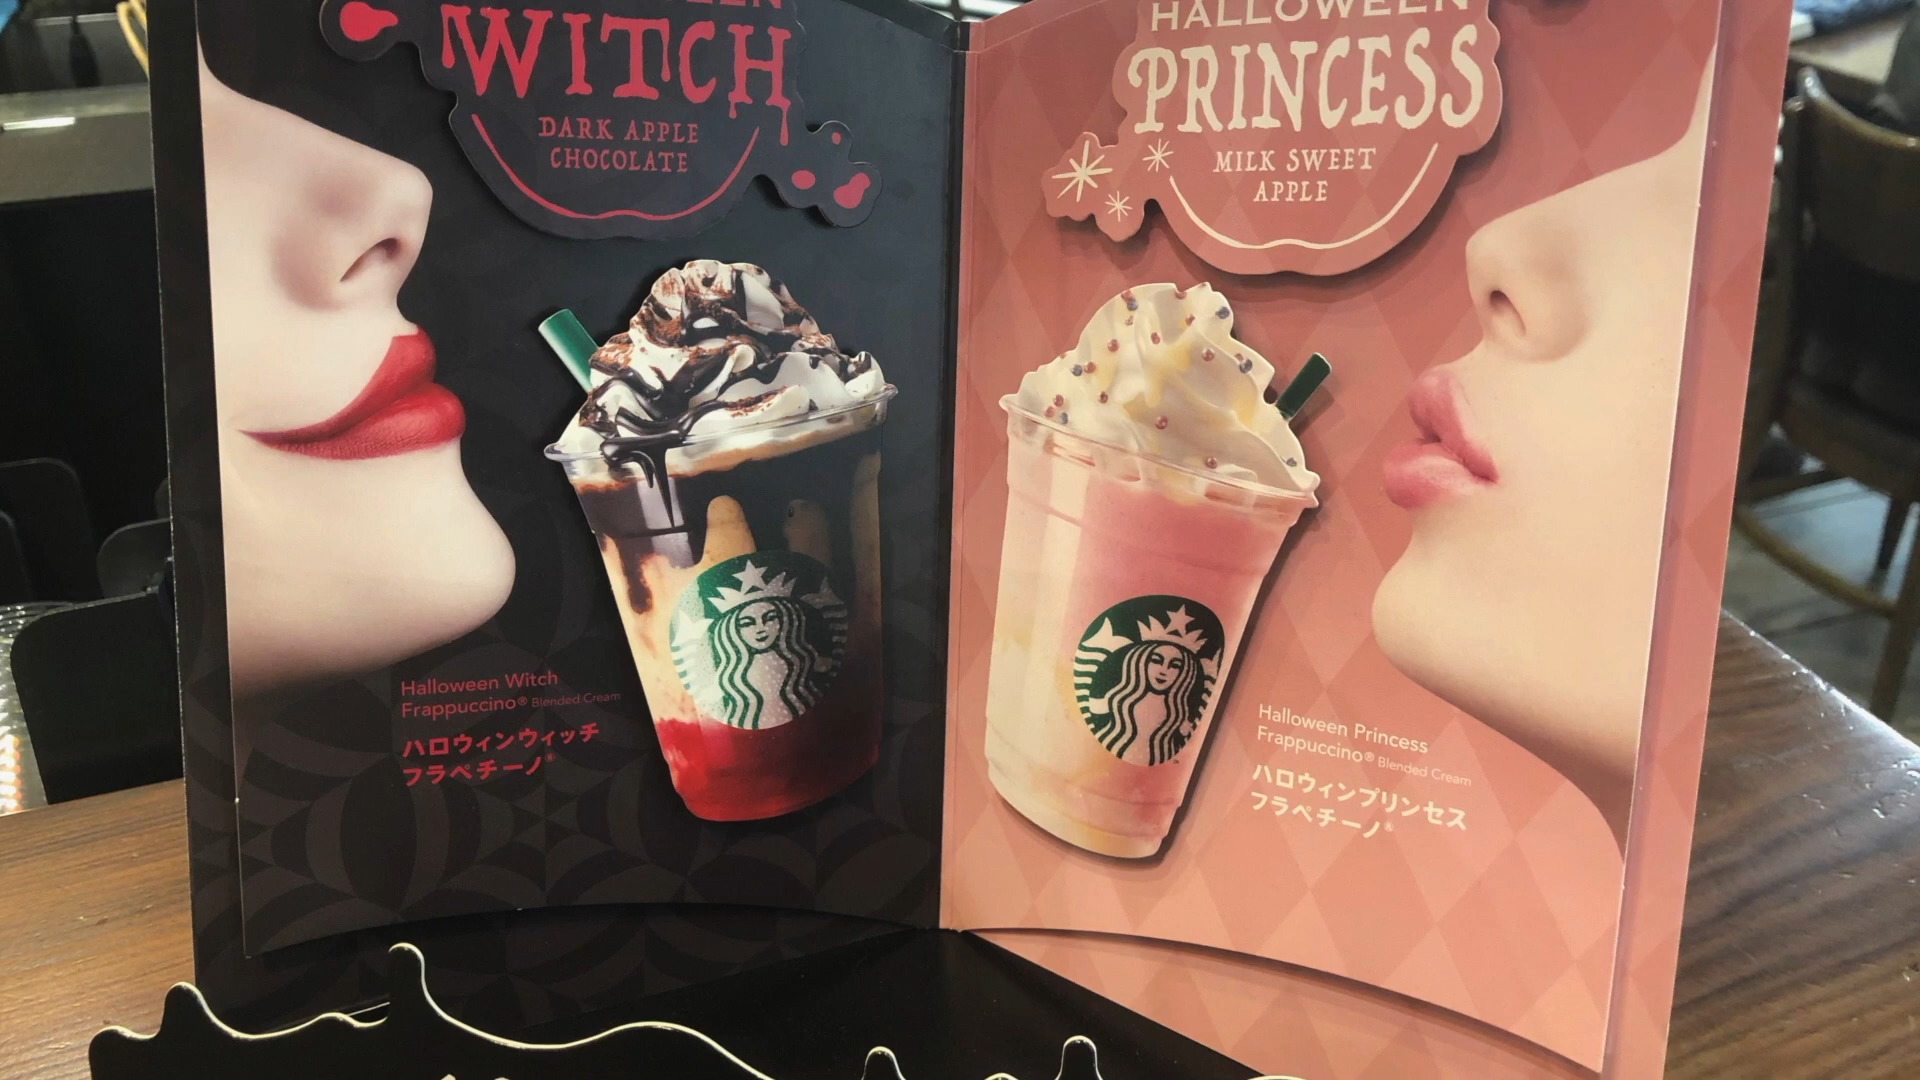 WITCH
DARK APPLE
CHOCOLATE
Halloween Witch
Frappuccino® Blended Cream
ハロウィンウィッチ
フラペチーノ®
HALLOWEEN
PRINCESS
MILK SWEET
APPLE
Halloween Princess
Frappuccino® Blended Cream
ハロウィンプリンセス
フラペチーノ®